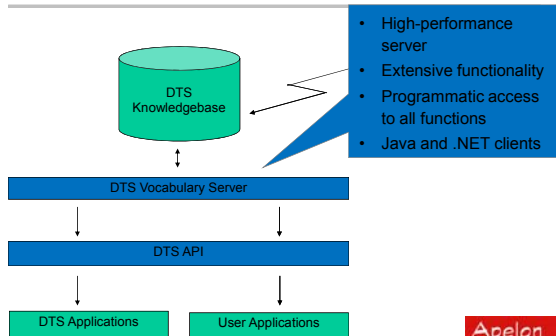 • High-performance
server
• Extensive functionality
• Programmatic access
to all functions
• Java and .NET clients
DTS
Knowledgebase
DTS Vocabulary Server
DTS API
DTS Applications
User Applications
Apelon